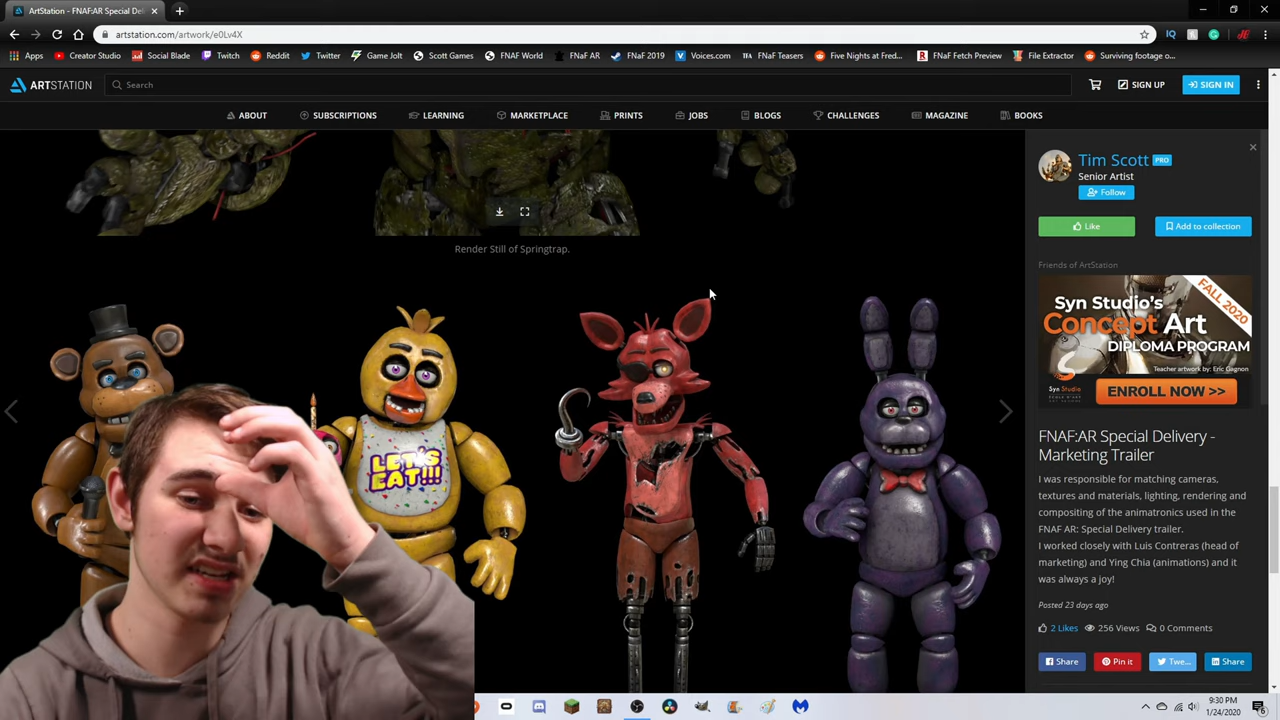 ArtStation - FNAF:AR Special Del
artstation.com/artwork/e0Lv4X
Apps Creator Studio Social Blade Twitch Reddit Twitter Game Jolt Scott Games FNAF World FNaF AR FNAF 2019 Voices.com FNaF Teasers Five Nights at Fred... FNaF Fetch Preview File Extractor Surviving footage o...
ARTSTATION Search SIGN UP SIGN IN
ABOUT SUBSCRIPTIONS LEARNING MARKETPLACE PRINTS JOBS BLOGS CHALLENGES MAGAZINE BOOKS
Tim Scott PRO
Senior Artist
Follow
Like Add to collection
Render Still of Springtrap.
Friends of ArtStation
FALL 2020
Syn Studio's
Concept Art
DIPLOMA PROGRAM
Teacher artwork by: Eric Gagnon
ENROLL NOW >>
LET'S
EAT!!!
FNAF:AR Special Delivery -
Marketing Trailer
I was responsible for matching cameras,
textures and materials, lighting, rendering and
compositing of the animatronics used in the
FNAF AR: Special Delivery trailer.
I worked closely with Luis Contreras (head of
marketing) and Ying Chia (animations) and it
was always a joy!
Posted 23 days ago
2 Likes 256 Views 0 Comments
Share Pin it Twe... Share
9:30 PM
1/24/2020